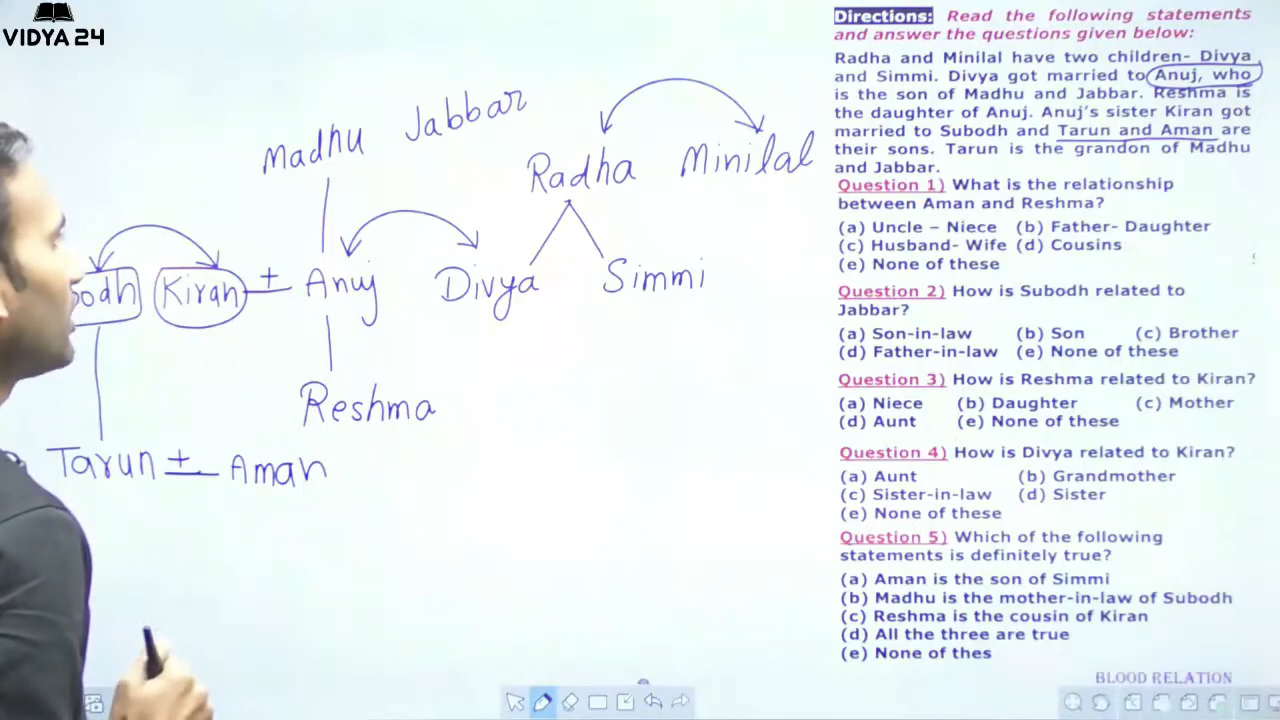 VIDYA 24
Madhu Jabbar
Radha Minilal
Kiran ± Anuj Divya Simmi
Reshma
Tarun ± Aman
Directions: Read the following statements
and answer the questions given below:
Radha and Minilal have two children- Divya
and Simmi. Divya got married to Anuj, who
is the son of Madhu and Jabbar. Reshma is
the daughter of Anuj. Anuj's sister Kiran got
married to Subodh and Tarun and Aman are
their sons. Tarun is the grandon of Madhu
and Jabbar.
Question 1) What is the relationship
between Aman and Reshma?
(a) Uncle – Niece (b) Father- Daughter
(c) Husband- Wife (d) Cousins
(e) None of these
Question 2) How is Subodh related to
Jabbar?
(a) Son-in-law (b) Son (c) Brother
(d) Father-in-law (e) None of these
Question 3) How is Reshma related to Kiran?
(a) Niece (b) Daughter (c) Mother
(d) Aunt (e) None of these
Question 4) How is Divya related to Kiran?
(a) Aunt (b) Grandmother
(c) Sister-in-law (d) Sister
(e) None of these
Question 5) Which of the following
statements is definitely true?
(a) Aman is the son of Simmi
(b) Madhu is the mother-in-law of Subodh
(c) Reshma is the cousin of Kiran
(d) All the three are true
(e) None of thes
BLOOD RELATION